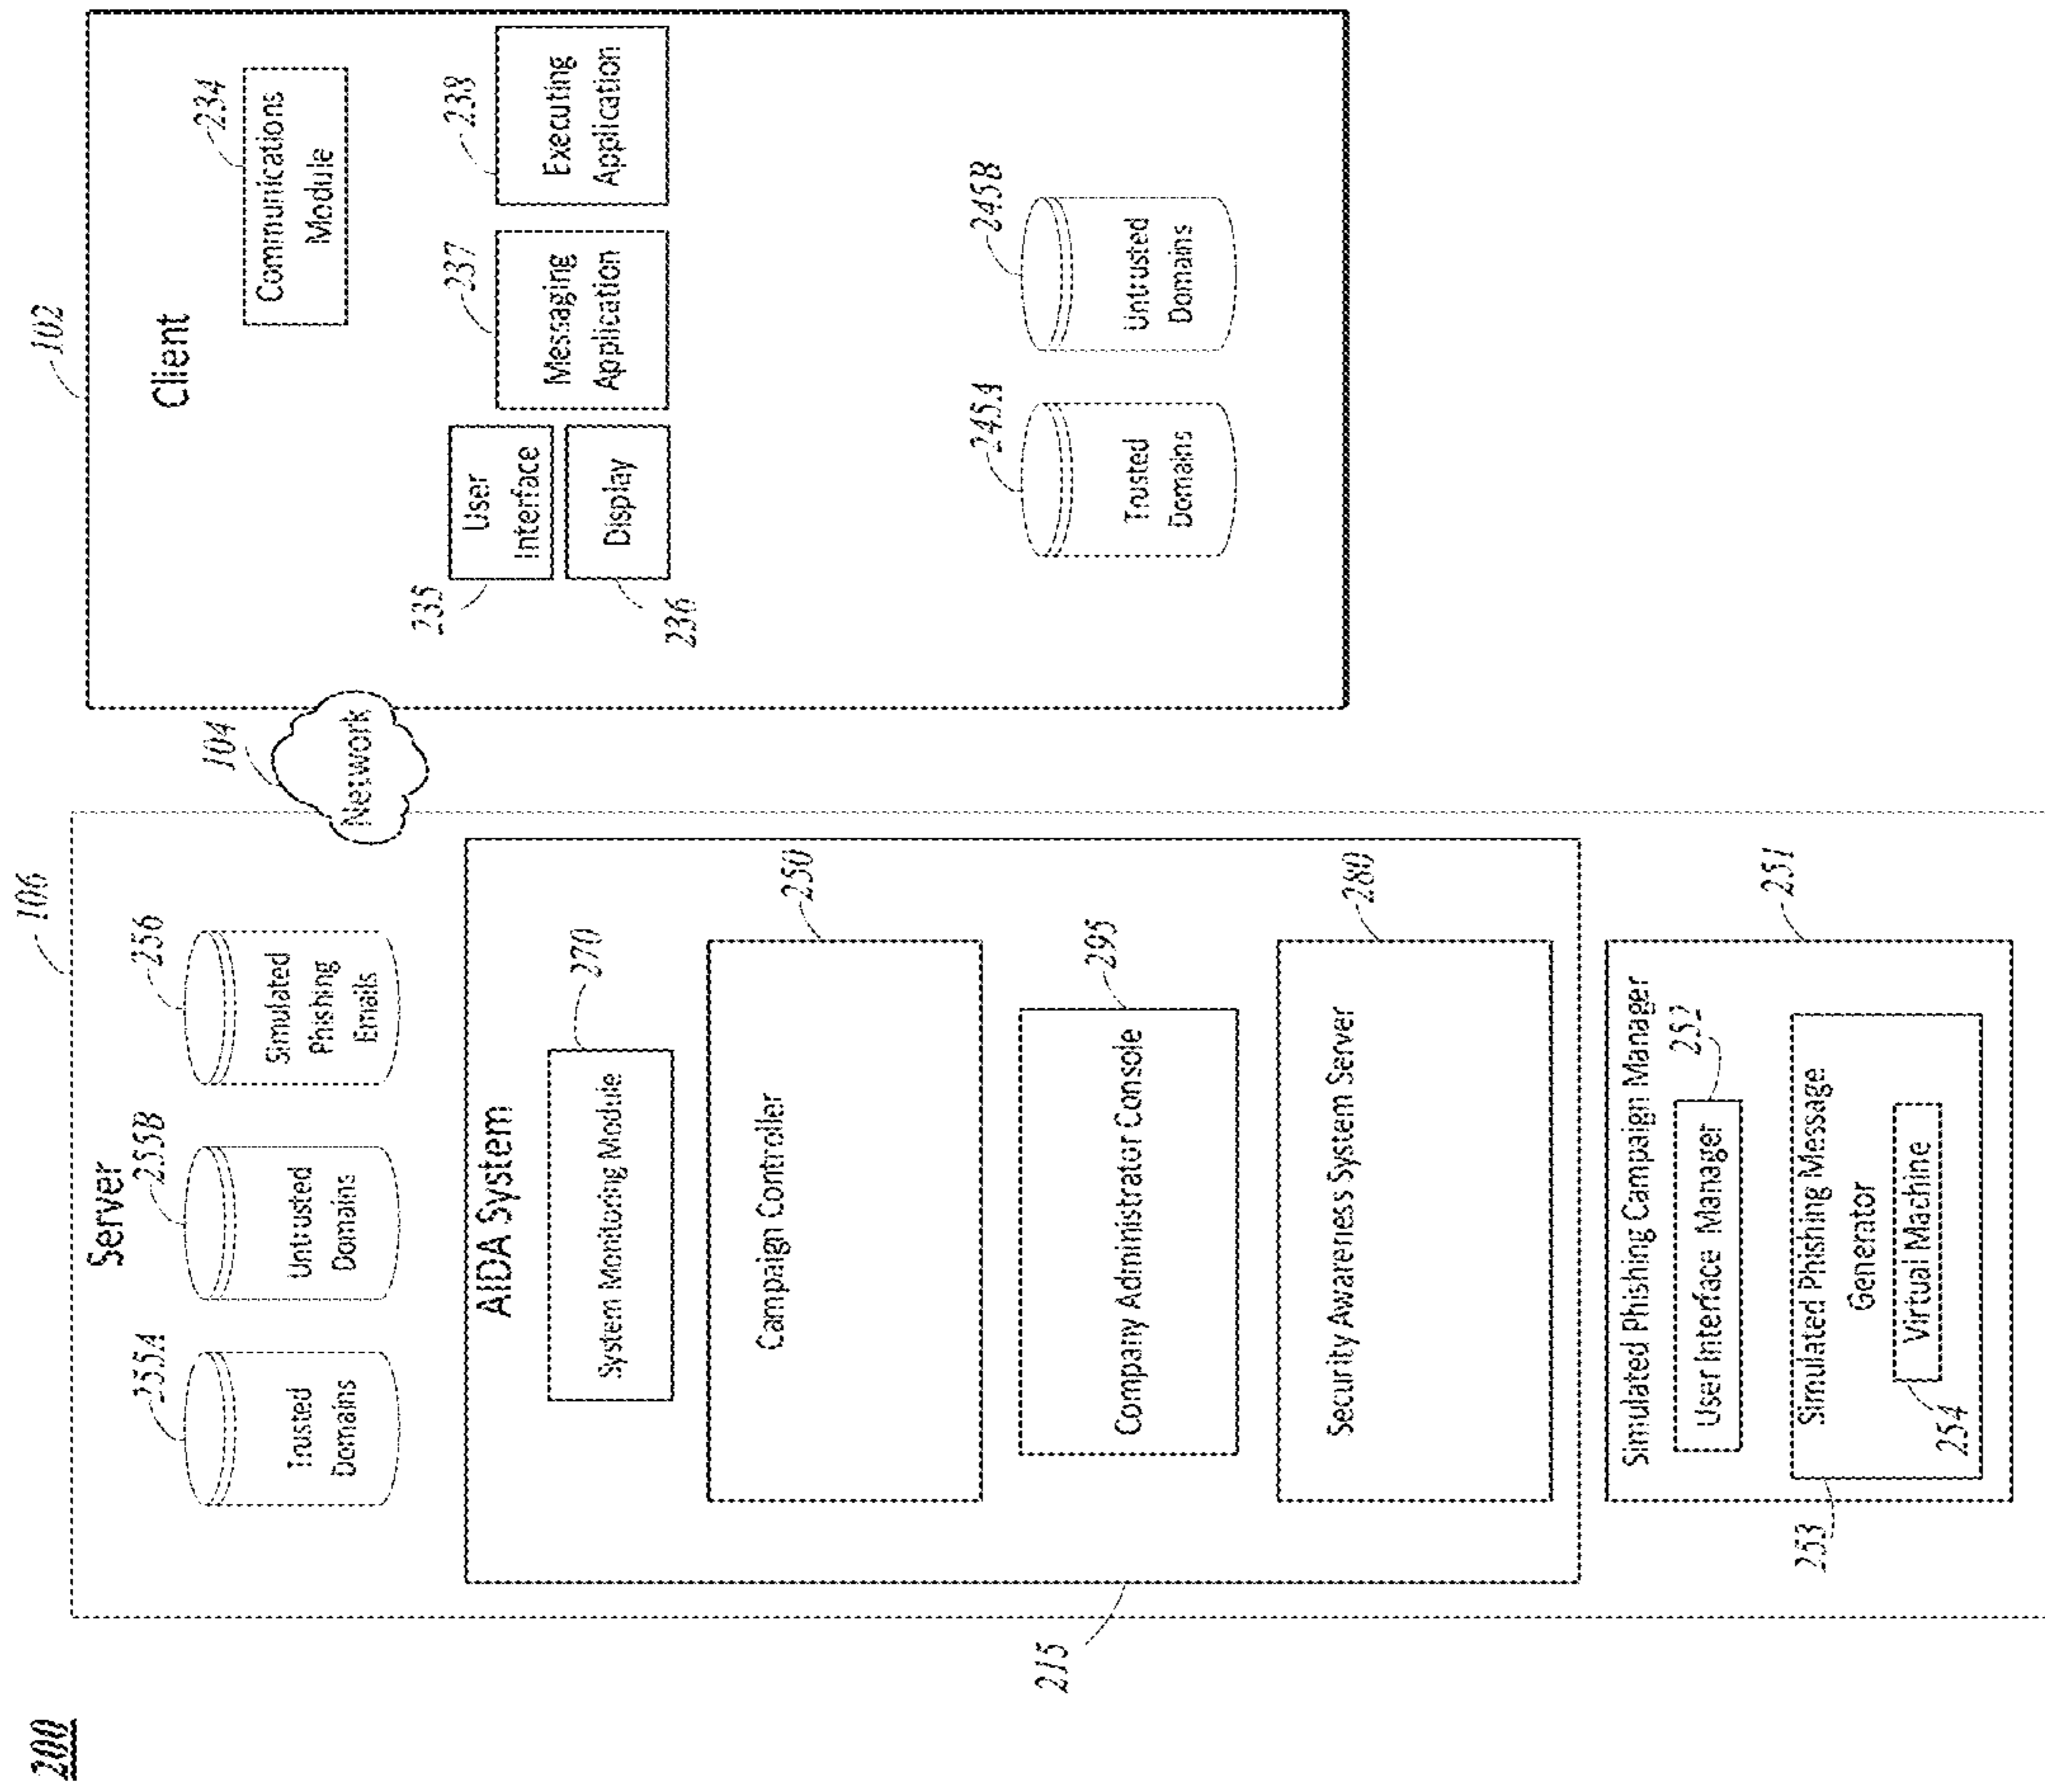 200
106
Server
255A
Trusted
Domains
255B
Untrusted
Domains
256
Simulated
Phishing
Emails
215
AIDA System
270
System Monitoring Module
250
Campaign Controller
295
Company Administrator Console
280
Security Awareness System Server
251
Simulated Phishing Campaign Manager
252
User Interface Manager
253
Simulated Phishing Message
Generator
254
Virtual Machine
104
Network
102
Client
234
Communications
Module
235
User
Interface
236
Display
237
Messaging
Application
238
Executing
Application
245A
Trusted
Domains
245B
Untrusted
Domains